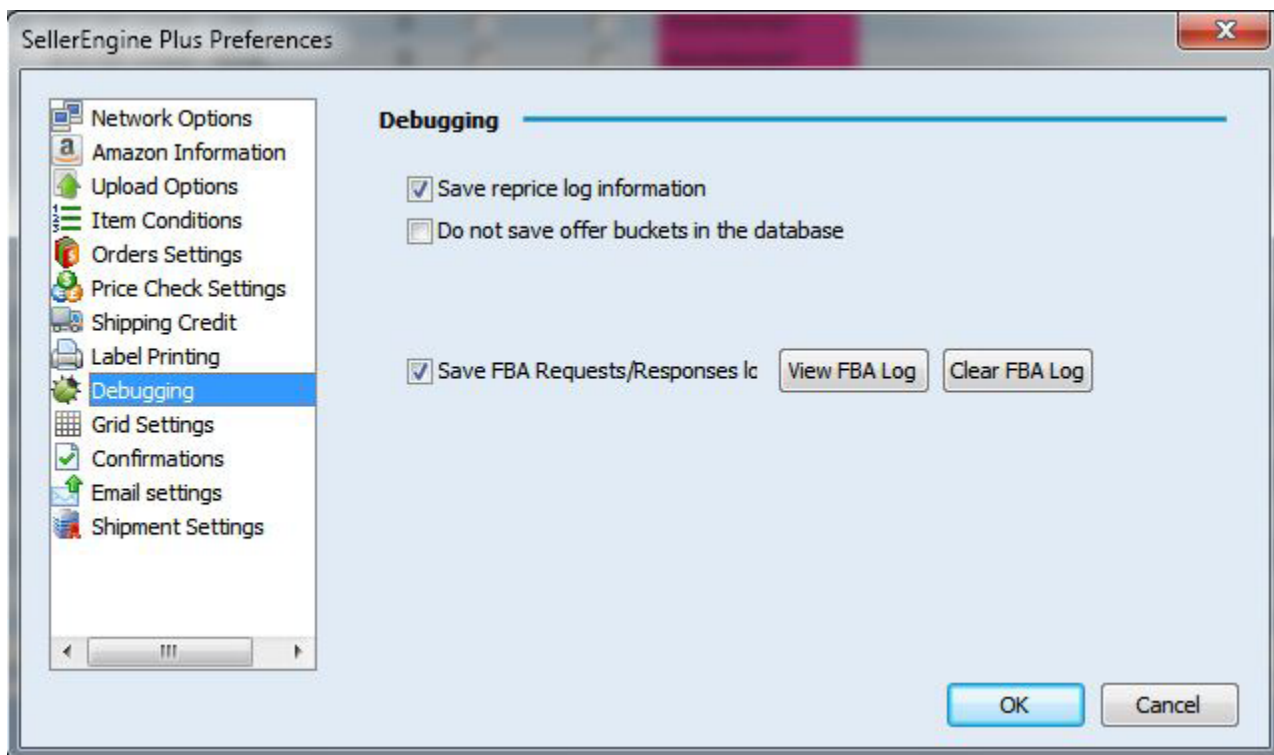 SellerEngine Plus Preferences
Network Options
Amazon Information
Upload Options
Item Conditions
Orders Settings
Price Check Settings
Shipping Credit
Label Printing
Debugging
Grid Settings
Confirmations
Email settings
Shipment Settings
Debugging
Save reprice log information
Do not save offer buckets in the database
Save FBA Requests/Responses lo View FBA Log Clear FBA Log
OK Cancel